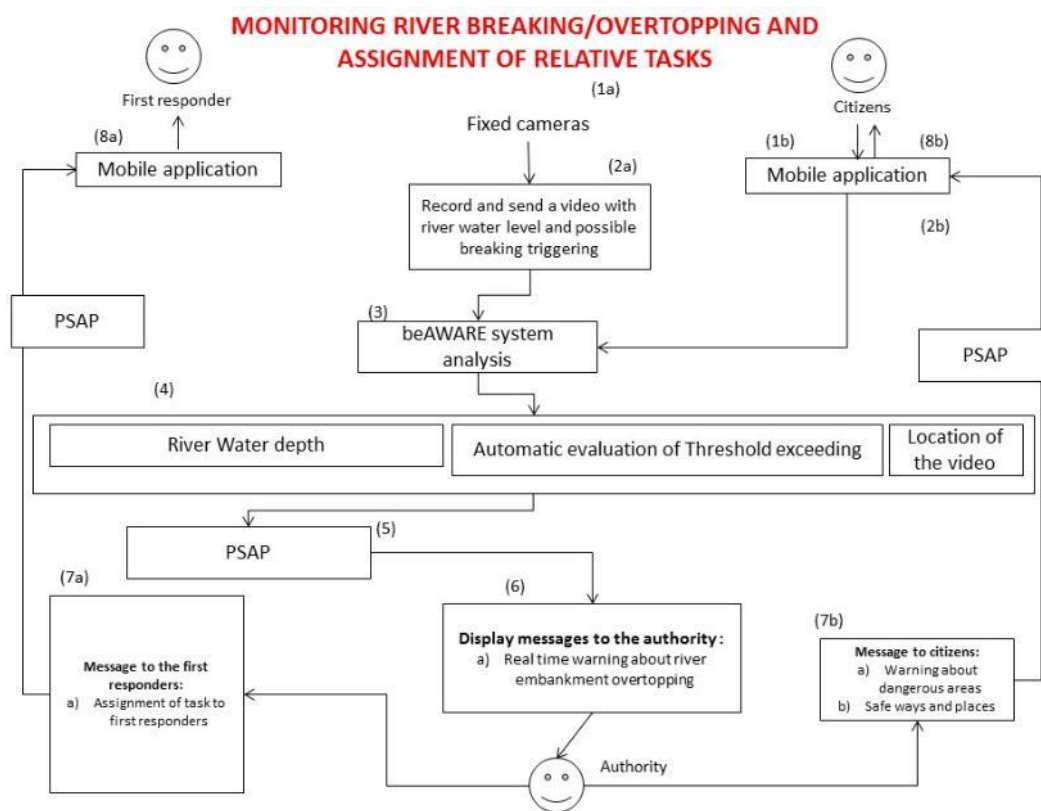 MONITORING RIVER BREAKING/OVERTOPPING AND
ASSIGNMENT OF RELATIVE TASKS
First responder
(1a)
Citizens
Fixed cameras
(8a)
Mobile application
(2a)
(1b)
(8b)
Mobile application
Record and send a video with
river water level and possible
breaking triggering
(2b)
PSAP
(3)
beAWARE system
analysis
PSAP
(4)
River Water depth
Automatic evaluation of Threshold exceeding
Location of
the video
PSAP
(5)
(7a)
(6)
(7b)
Message to the first
responders:
a) Assignment of task to
first responders
Display messages to the authority :
a) Real time warning about river
embankment overtopping
Message to citizens:
a) Warning about
dangerous areas
b) Safe ways and places
Authority